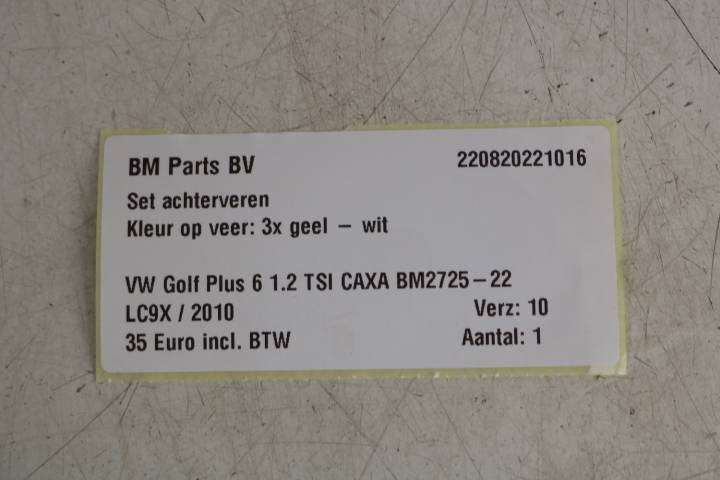 BM Parts BV 220820221016
Set achterveren
Kleur op veer: 3x geel – wit
VW Golf Plus 6 1.2 TSI CAXA BM2725–22
LC9X / 2010 Verz: 10
35 Euro incl. BTW Aantal: 1